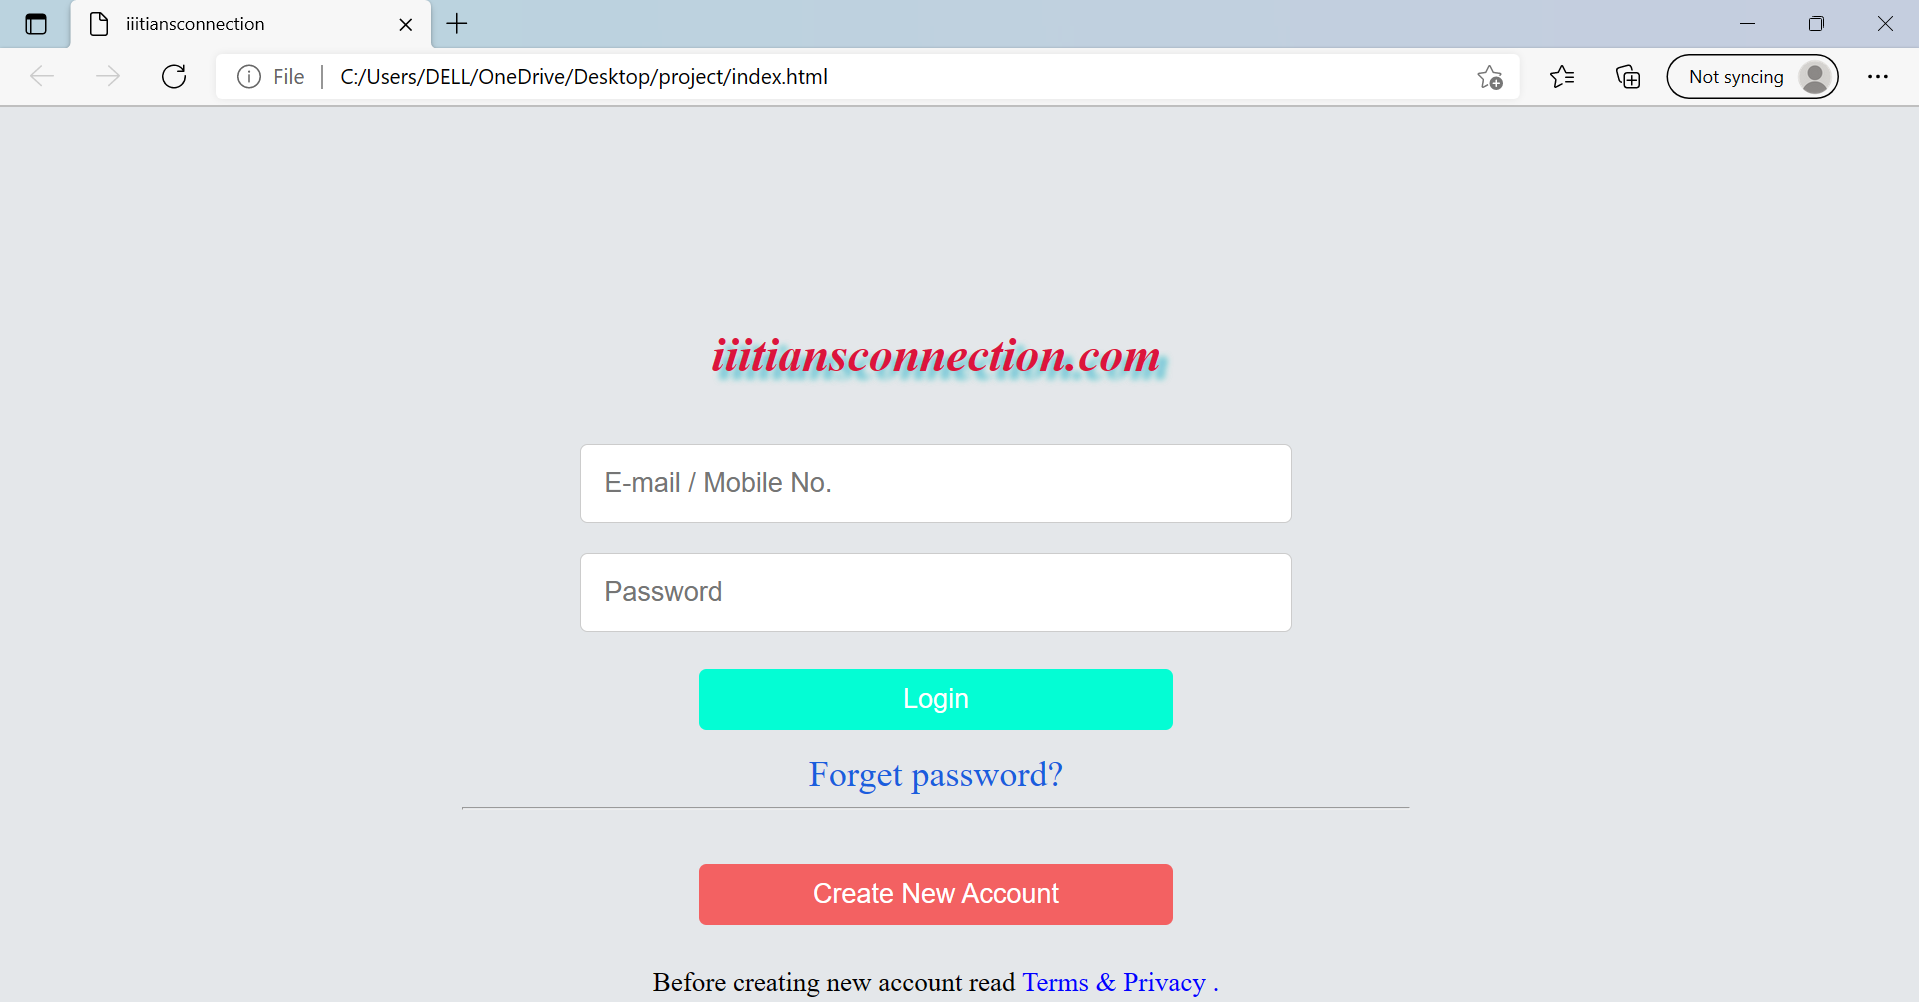 iiitiansconnection
File C:/Users/DELL/OneDrive/Desktop/project/index.html Not syncing
iiitiansconnection.com
E-mail / Mobile No.
Password
Login
Forget password?
Create New Account
Before creating new account read Terms & Privacy .